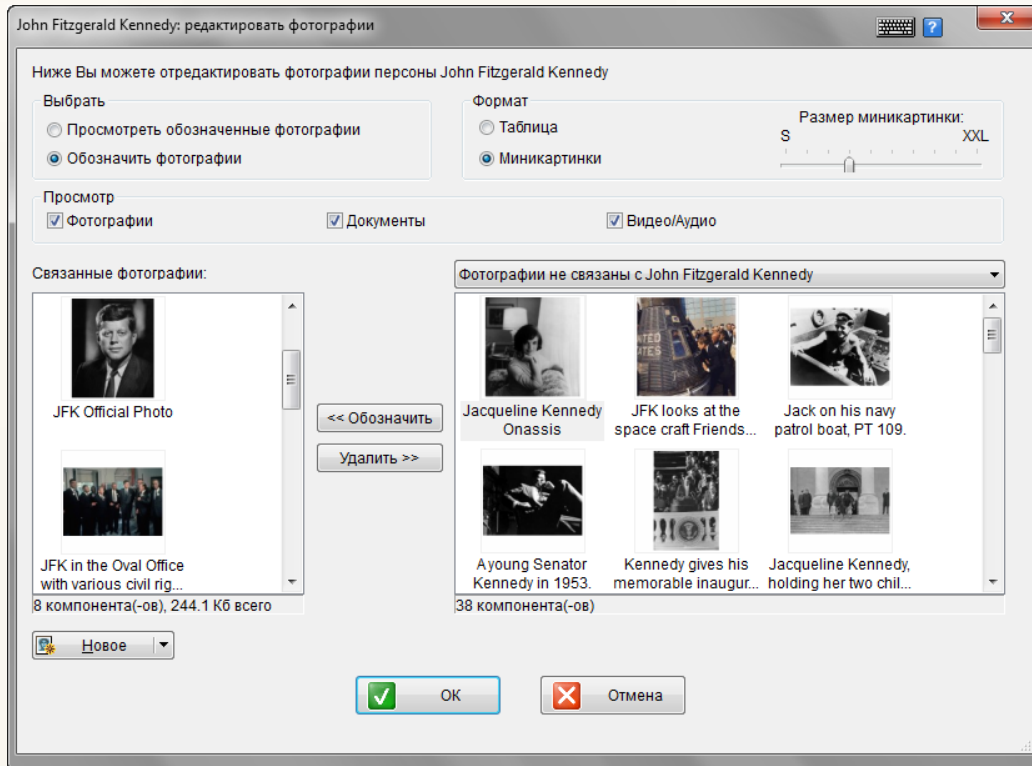 John Fitzgerald Kennedy: редактировать фотографии
Ниже Вы можете отредактировать фотографии персоны John Fitzgerald Kennedy
Выбрать
Просмотреть обозначенные фотографии
Обозначить фотографии
Формат
Таблица
Миникартинки
Размер миникартинки:
S XXL
Просмотр
Фотографии Документы Видео/Аудио
Связанные фотографии:
Фотографии не связаны с John Fitzgerald Kennedy
JFK Official Photo
JFK in the Oval Office
with various civil rig...
8 компонента(-ов), 244.1 Кб всего
<< Обозначить
Удалить >>
UNITED
STATES
Jacqueline Kennedy
Onassis
JFK looks at the
space craft Friends...
Jack on his navy
patrol boat, PT 109.
A young Senator
Kennedy in 1953.
Kennedy gives his
memorable inaugur...
Jacqueline Kennedy,
holding her two chil...
38 компонента(-ов)
Новое
ОК
Отмена